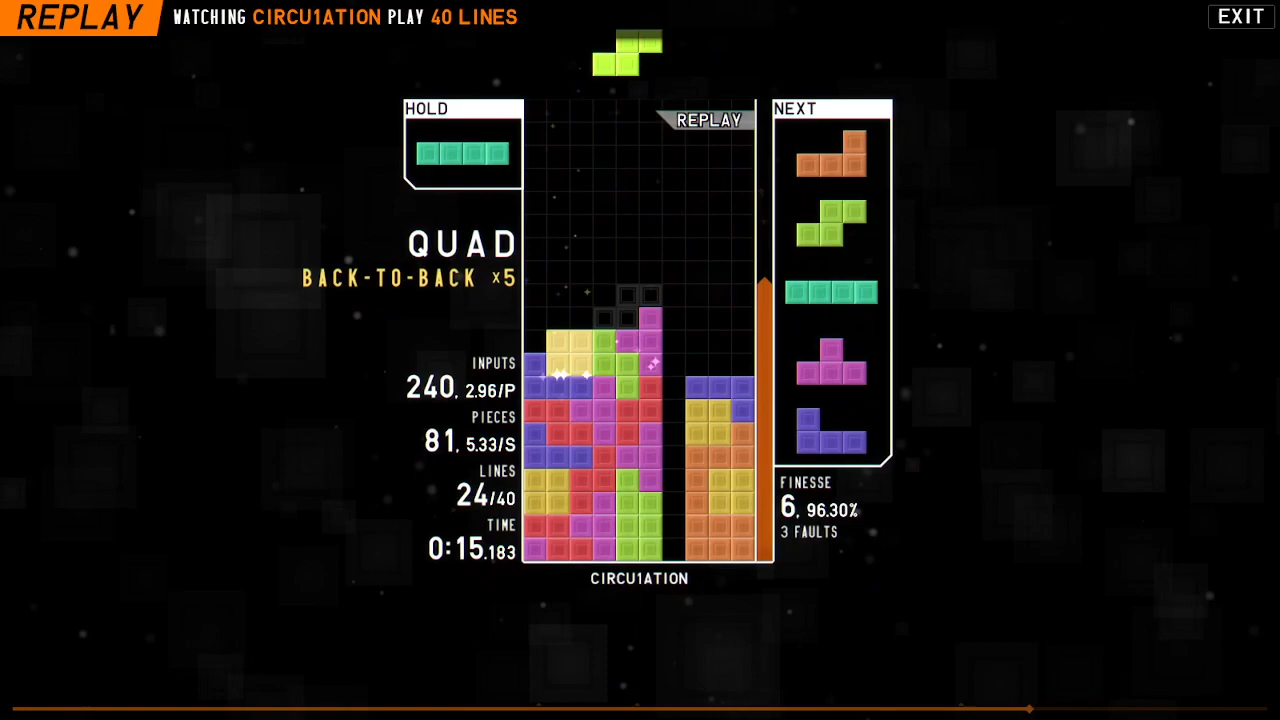 REPLAY WATCHING CIRCU1ATION PLAY 40 LINES
EXIT
HOLD
NEXT
REPLAY
QUAD
BACK-TO-BACK ×5
INPUTS
240, 2.96/P
PIECES
81, 5.33/S
LINES
24/40
TIME
0:15.183
FINESSE
6, 96.30%
3 FAULTS
CIRCU1ATION